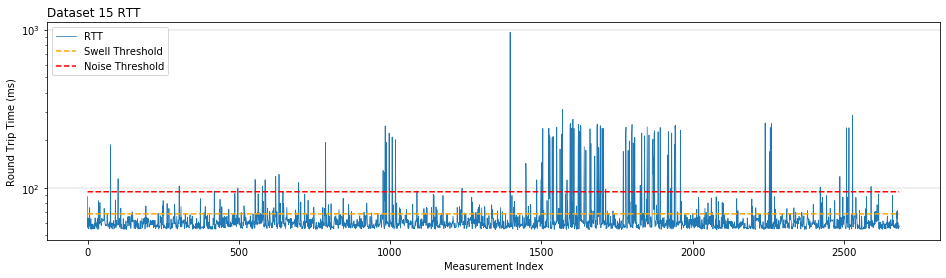 Dataset 15 RTT
10³
RTT
Swell Threshold
Noise Threshold
Round Trip Time (ms)
10²
0 500 1000 1500 2000 2500
Measurement Index